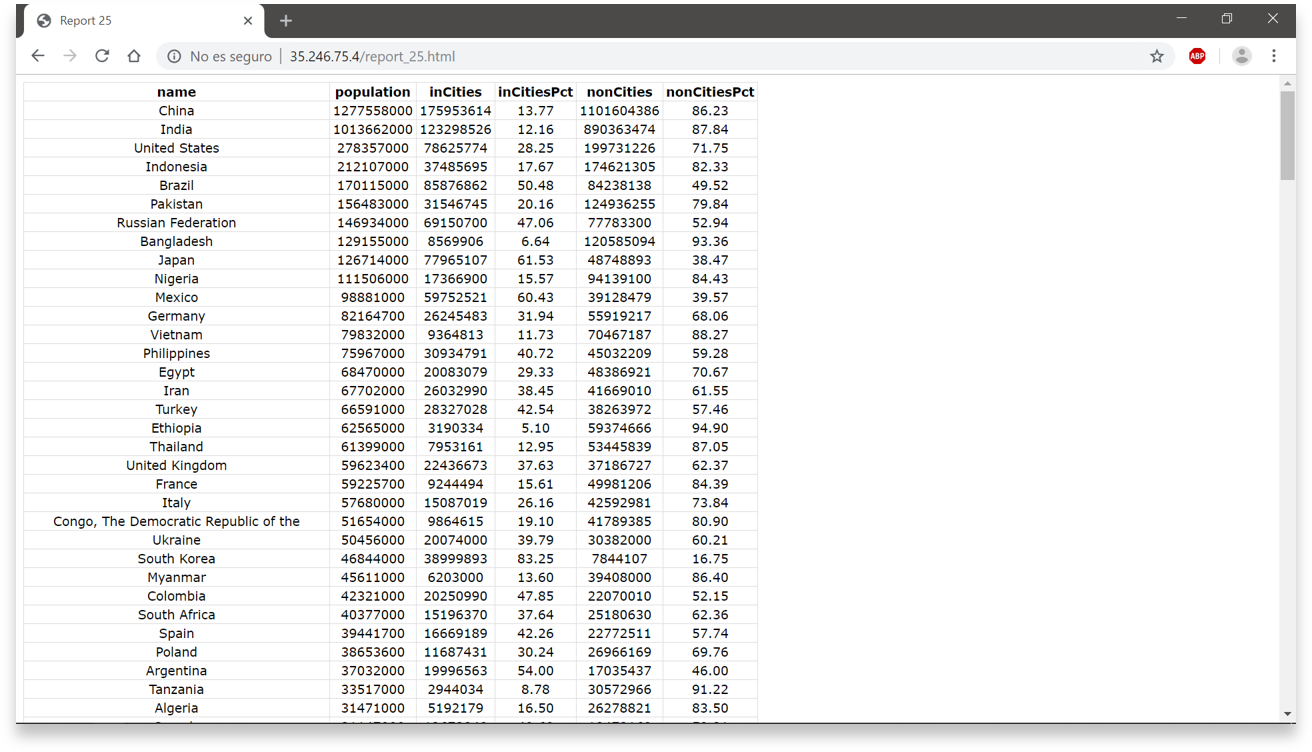 Report 25
No es seguro | 35.246.75.4/report_25.html
ABP
name population inCities inCitiesPct nonCities nonCitiesPct
China 1277558000 175953614 13.77 1101604386 86.23
India 1013662000 123298526 12.16 890363474 87.84
United States 278357000 78625774 28.25 199731226 71.75
Indonesia 212107000 37485695 17.67 174621305 82.33
Brazil 170115000 85876862 50.48 84238138 49.52
Pakistan 156483000 31546745 20.16 124936255 79.84
Russian Federation 146934000 69150700 47.06 77783300 52.94
Bangladesh 129155000 8569906 6.64 120585094 93.36
Japan 126714000 77965107 61.53 48748893 38.47
Nigeria 111506000 17366900 15.57 94139100 84.43
Mexico 98881000 59752521 60.43 39128479 39.57
Germany 82164700 26245483 31.94 55919217 68.06
Vietnam 79832000 9364813 11.73 70467187 88.27
Philippines 75967000 30934791 40.72 45032209 59.28
Egypt 68470000 20083079 29.33 48386921 70.67
Iran 67702000 26032990 38.45 41669010 61.55
Turkey 66591000 28327028 42.54 38263972 57.46
Ethiopia 62565000 3190334 5.10 59374666 94.90
Thailand 61399000 7953161 12.95 53445839 87.05
United Kingdom 59623400 22436673 37.63 37186727 62.37
France 59225700 9244494 15.61 49981206 84.39
Italy 57680000 15087019 26.16 42592981 73.84
Congo, The Democratic Republic of the 51654000 9864615 19.10 41789385 80.90
Ukraine 50456000 20074000 39.79 30382000 60.21
South Korea 46844000 38999893 83.25 7844107 16.75
Myanmar 45611000 6203000 13.60 39408000 86.40
Colombia 42321000 20250990 47.85 22070010 52.15
South Africa 40377000 15196370 37.64 25180630 62.36
Spain 39441700 16669189 42.26 22772511 57.74
Poland 38653600 11687431 30.24 26966169 69.76
Argentina 37032000 19996563 54.00 17035437 46.00
Tanzania 33517000 2944034 8.78 30572966 91.22
Algeria 31471000 5192179 16.50 26278821 83.50